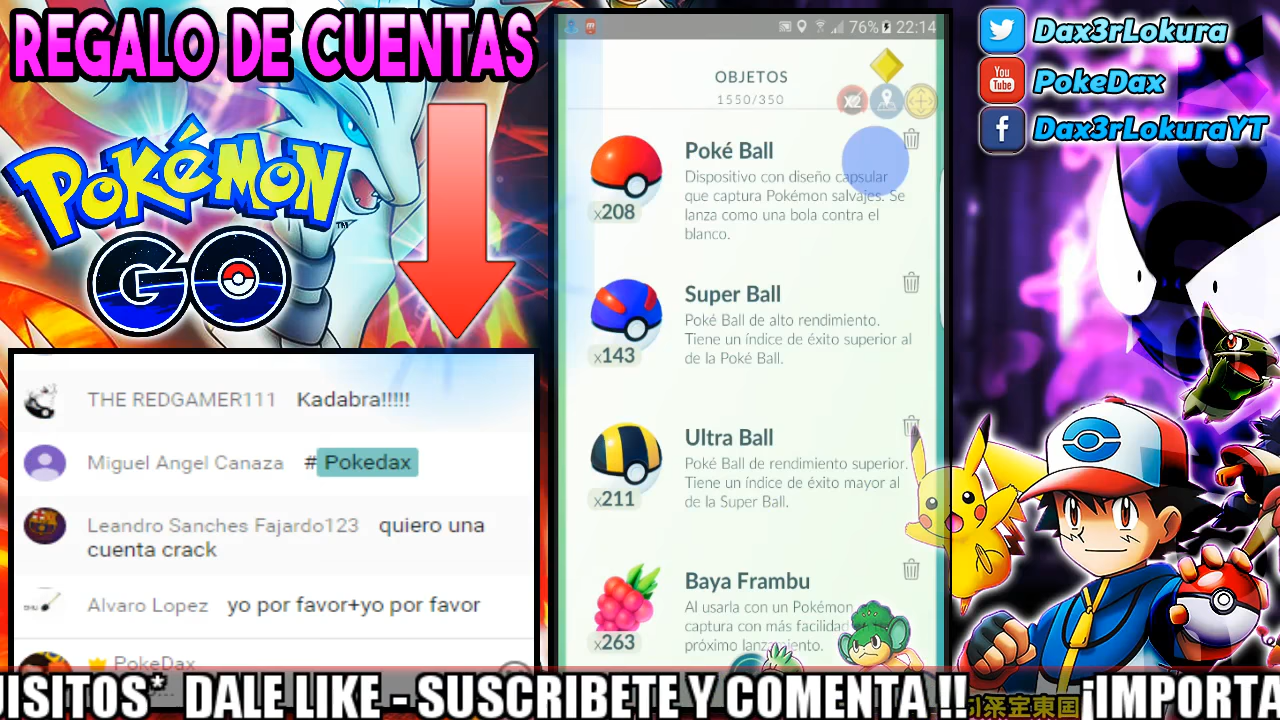 REGALO DE CUENTAS
POKéMON
GO
THE REDGAMER111 Kadabra!!!!!
Miguel Angel Canaza #Pokedax
Leandro Sanches Fajardo123 quiero una
cuenta crack
Alvaro Lopez yo por favor+yo por favor
PokeDax
76% 22:14
OBJETOS
1550/350
X2
Poké Ball
Dispositivo con diseño capsular
que captura Pokémon salvajes. Se
lanza como una bola contra el
blanco.
x208
Super Ball
Poké Ball de alto rendimiento.
Tiene un índice de éxito superior al
de la Poké Ball.
x143
Ultra Ball
Poké Ball de rendimiento superior.
Tiene un índice de éxito mayor al
de la Super Ball.
x211
Baya Frambu
Al usarla con un Pokémon,
captura con más facilidad
próximo lanzamiento.
x263
Dax3rLokura
You
Tube
PokeDax
f
Dax3rLokuraYT
UISITOS* DALE LIKE - SUSCRIBETE Y COMENTA !! ¡IMPORTA